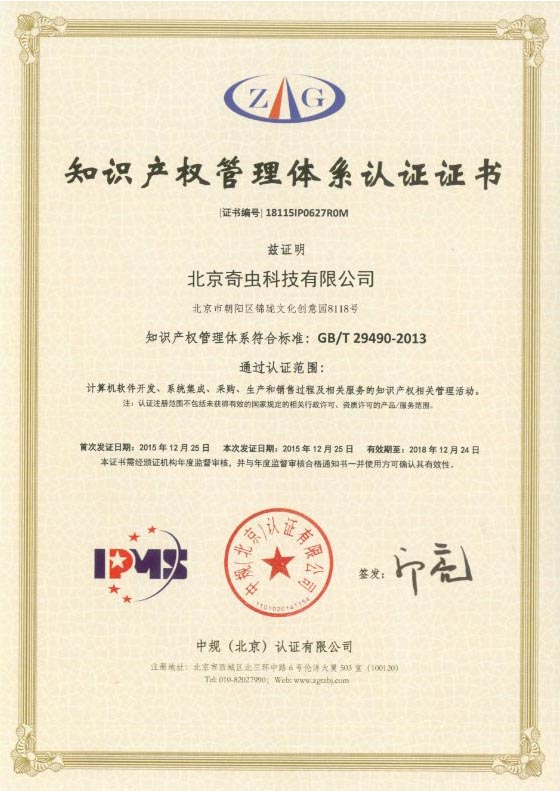 Z G
知识产权管理体系认证证书
|证书编号| 18115IP0627R0M
兹证明
北京奇虫科技有限公司
北京市朝阳区锦珑文化创意园8118号
知识产权管理体系符合标准：GB/T 29490-2013
通过认证范围：
计算机软件开发、系统集成、采购、生产和销售过程及相关服务的知识产权相关管理活动。
注：认证注册范围不包括未获得有效的国家规定的相关行政许可、资质许可的产品/服务范围。
首次发证日期：2015 年 12 月 25 日 本次发证日期：2015 年 12 月 25 日 有效期至：2018 年 12 月 24 日
本证书需经颁证机构年度监督审核，并与年度监督审核合格通知书一并使用方可确认其有效性。
IPMS
中规（北京）认证有限公司
1101020147754
签发：
中规（北京）认证有限公司
注册地址：北京市西城区北三环中路 6 号伦洋大厦 503 室（100120）
Tel: 010-82027990; Web: www.zgrzbj.com